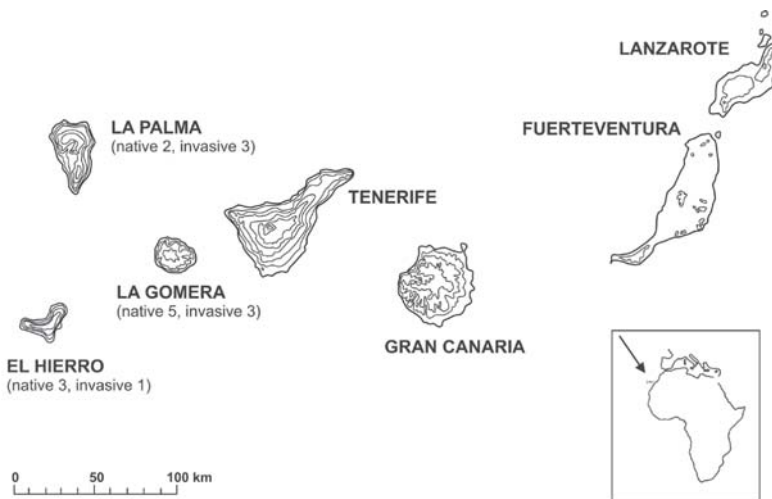 LANZAROTE
LA PALMA
(native 2, invasive 3)
FUERTEVENTURA
TENERIFE
LA GOMERA
(native 5, invasive 3)
GRAN CANARIA
EL HIERRO
(native 3, invasive 1)
0 50 100 km